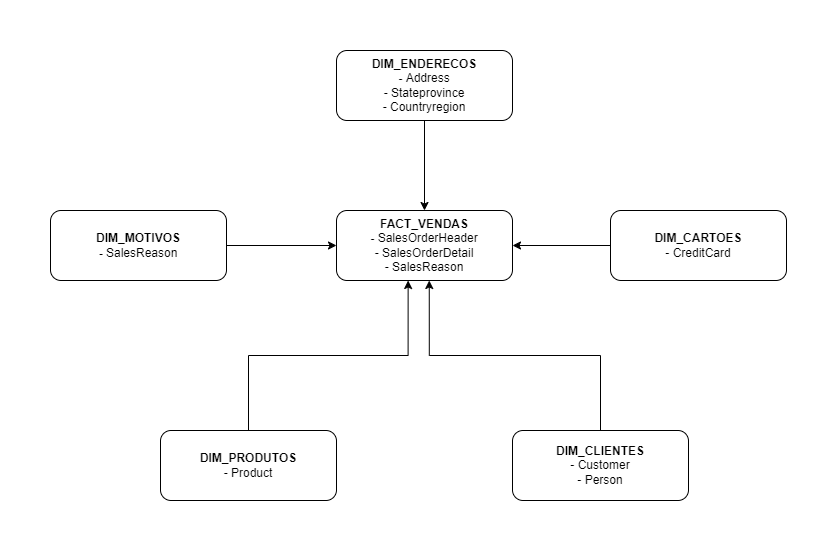 DIM_ENDERECOS
- Address
- Stateprovince
- Countryregion
DIM_MOTIVOS
- SalesReason
FACT_VENDAS
- SalesOrderHeader
- SalesOrderDetail
- SalesReason
DIM_CARTOES
- CreditCard
DIM_PRODUTOS
- Product
DIM_CLIENTES
- Customer
- Person